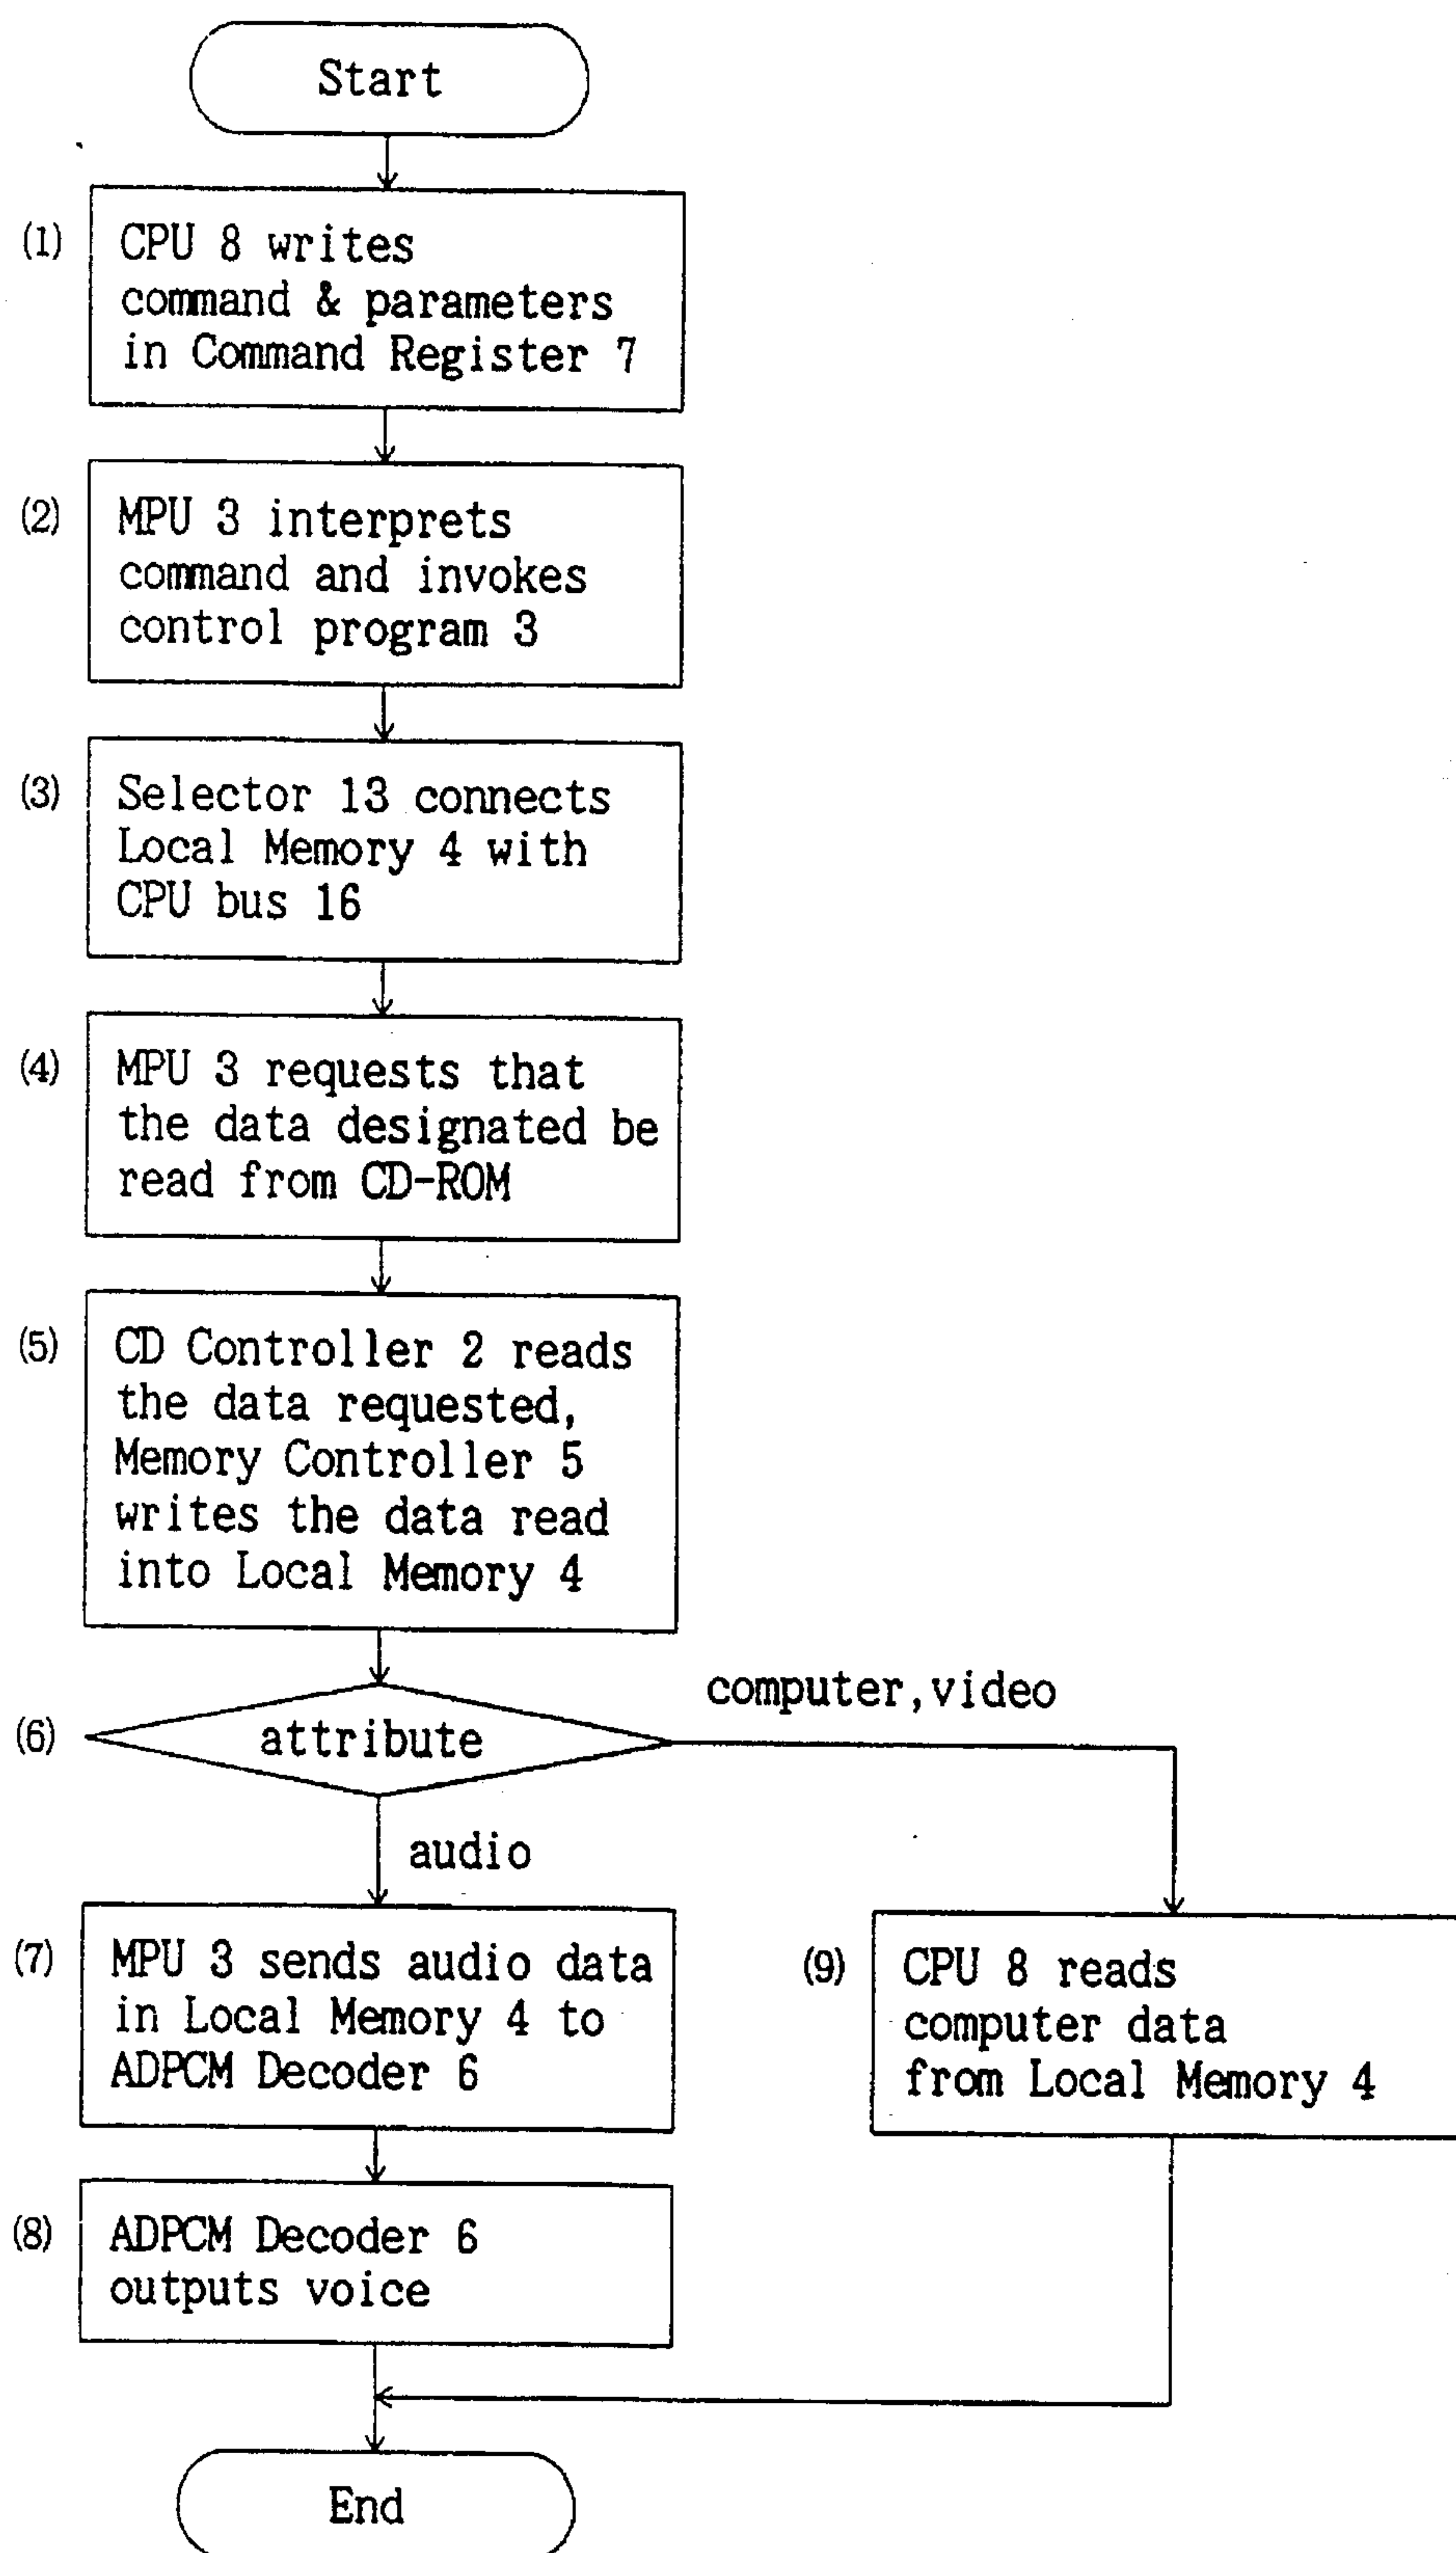 Start
(1)
CPU 8 writes
command & parameters
in Command Register 7
(2)
MPU 3 interprets
command and invokes
control program 3
(3)
Selector 13 connects
Local Memory 4 with
CPU bus 16
(4)
MPU 3 requests that
the data designated be
read from CD-ROM
(5)
CD Controller 2 reads
the data requested,
Memory Controller 5
writes the data read
into Local Memory 4
computer,video
(6)
attribute
audio
(7)
MPU 3 sends audio data
in Local Memory 4 to
ADPCM Decoder 6
(9)
CPU 8 reads
computer data
from Local Memory 4
(8)
ADPCM Decoder 6
outputs voice
End